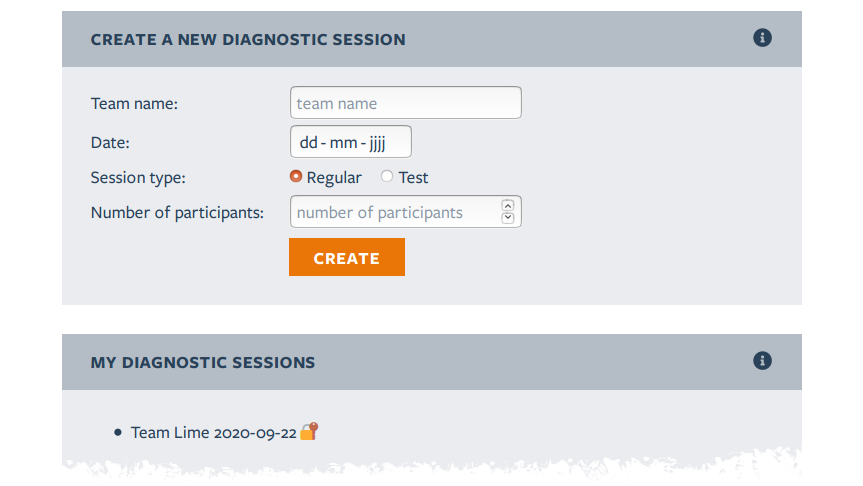 CREATE A NEW DIAGNOSTIC SESSION
Team name: team name
Date: dd - mm - jjjj
Session type: Regular Test
Number of participants: number of participants
CREATE
MY DIAGNOSTIC SESSIONS
Team Lime 2020-09-22